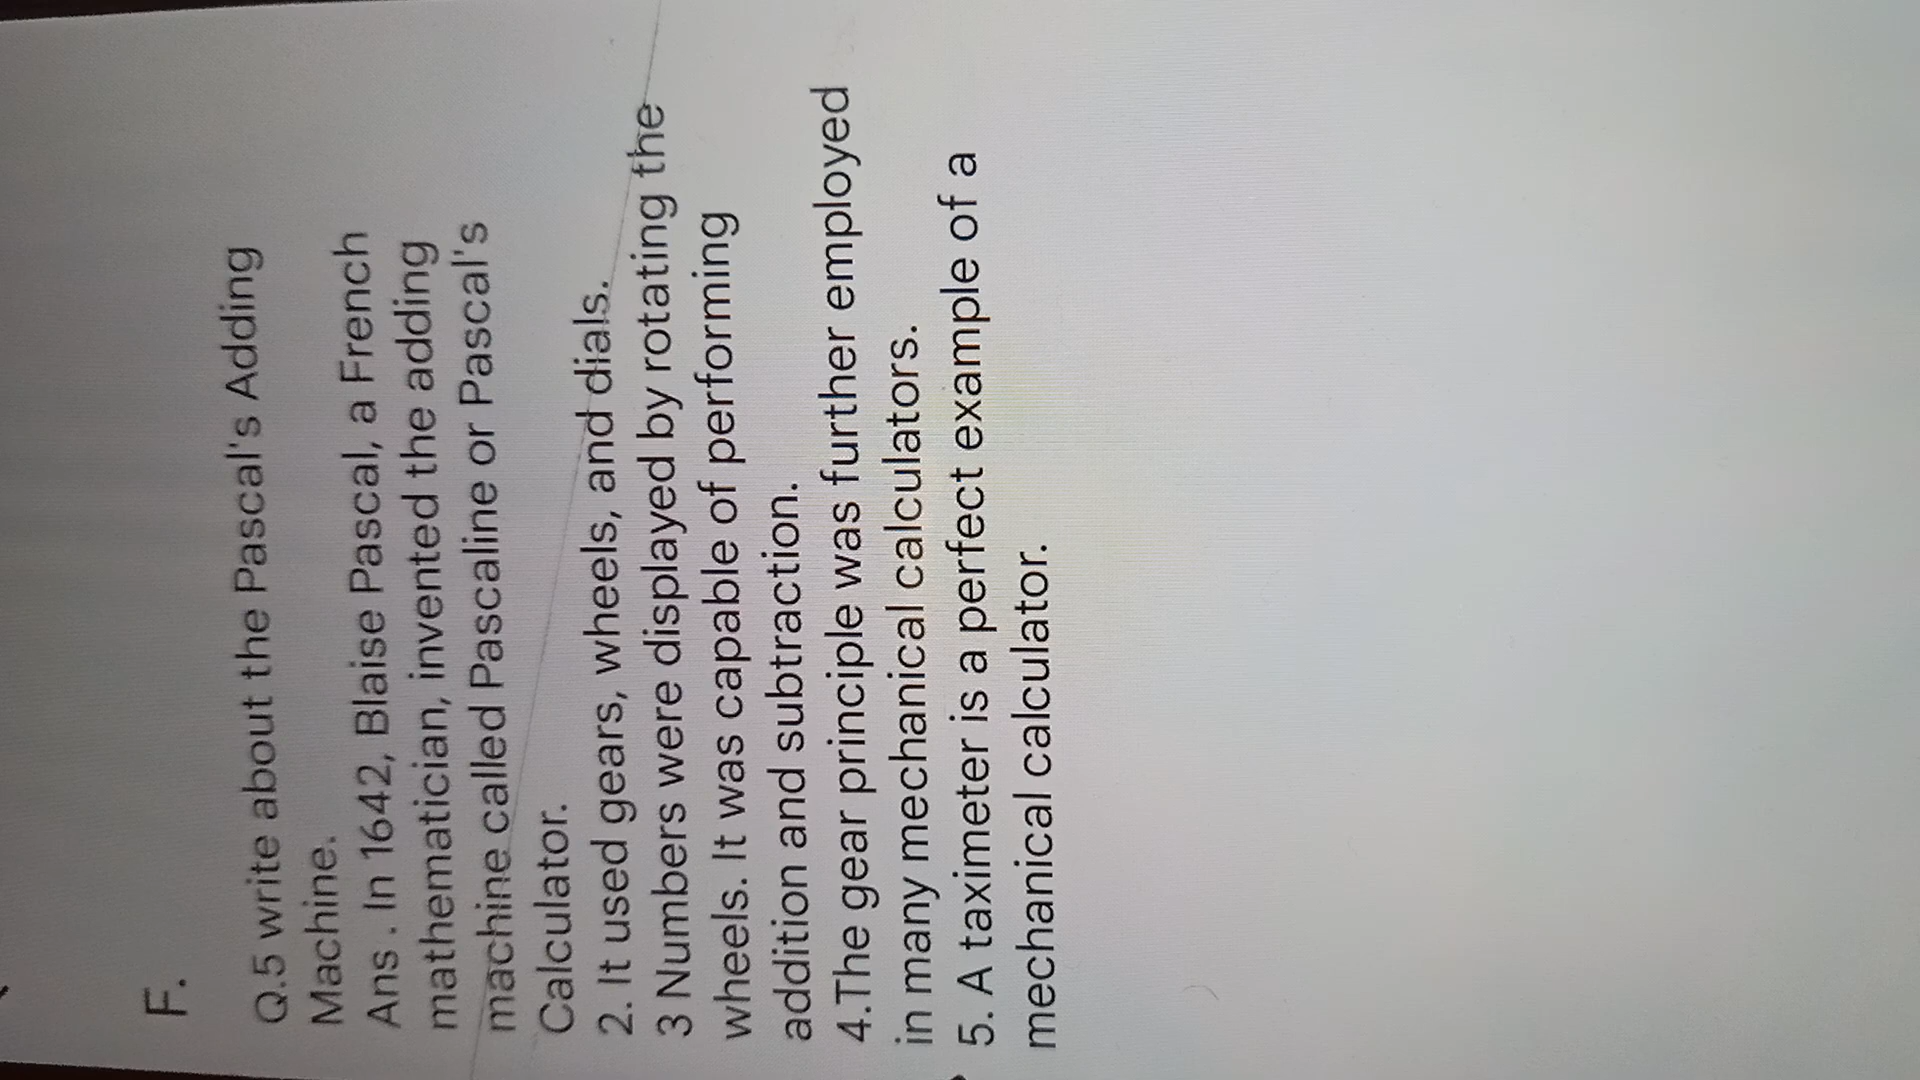 F.
Q.5 write about the Pascal's Adding
Machine.
Ans . In 1642, Blaise Pascal, a French
mathematician, invented the adding
machine called Pascaline or Pascal's
Calculator.
2. It used gears, wheels, and dials.
3 Numbers were displayed by rotating the
wheels. It was capable of performing
addition and subtraction.
4.The gear principle was further employed
in many mechanical calculators.
5. A taximeter is a perfect example of a
mechanical calculator.